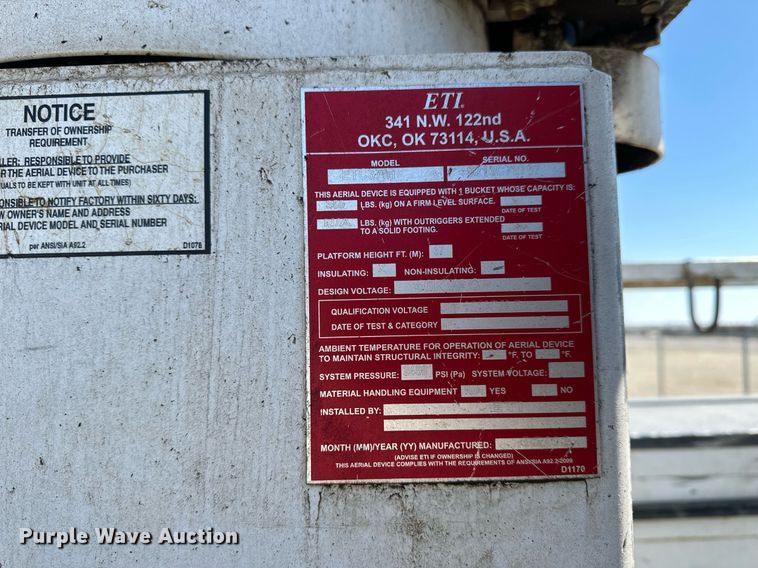 NOTICE
TRANSFER OF OWNERSHIP
REQUIREMENT
LLER: RESPONSIBLE TO PROVIDE
FOR THE AERIAL DEVICE TO THE PURCHASER
UALS TO BE KEPT WITH UNIT AT ALL TIMES)
SPONSIBLE TO NOTIFY FACTORY WITHIN SIXTY DAYS:
OWNER'S NAME AND ADDRESS
RIAL DEVICE MODEL AND SERIAL NUMBER
per ANSI/SIA A92.2 D1076
ETI
341 N.W. 122nd
OKC, OK 73114, U.S.A.
MODEL SERIAL NO.
THIS AERIAL DEVICE IS EQUIPPED WITH 1 BUCKET WHOSE CAPACITY IS:
LBS. (kg) ON A FIRM-LEVEL SURFACE.
DATE OF TEST
LBS. (kg) WITH OUTRIGGERS EXTENDED
TO A SOLID FOOTING.
DATE OF TEST
PLATFORM HEIGHT FT. (M):
INSULATING: NON-INSULATING:
DESIGN VOLTAGE:
QUALIFICATION VOLTAGE
DATE OF TEST & CATEGORY
AMBIENT TEMPERATURE FOR OPERATION OF AERIAL DEVICE
TO MAINTAIN STRUCTURAL INTEGRITY: °F. TO °F.
SYSTEM PRESSURE: PSI (Pa) SYSTEM VOLTAGE:
MATERIAL HANDLING EQUIPMENT YES NO
INSTALLED BY:
MONTH (MM)/YEAR (YY) MANUFACTURED:
(ADVISE ETI IF OWNERSHIP IS CHANGED)
THIS AERIAL DEVICE COMPLIES WITH THE REQUIREMENTS OF ANSI/SIA A92.2-2009
D1170
Purple Wave Auction